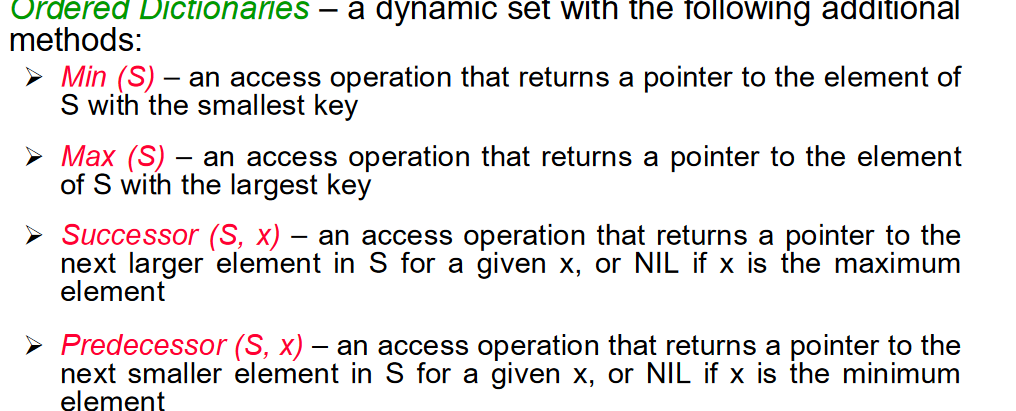 Ordered Dictionaries – a dynamic set with the following additional
methods:
➢ Min (S) – an access operation that returns a pointer to the element of
S with the smallest key
➢ Max (S) – an access operation that returns a pointer to the element
of S with the largest key
➢ Successor (S, x) – an access operation that returns a pointer to the
next larger element in S for a given x, or NIL if x is the maximum
element
➢ Predecessor (S, x) – an access operation that returns a pointer to the
next smaller element in S for a given x, or NIL if x is the minimum
element